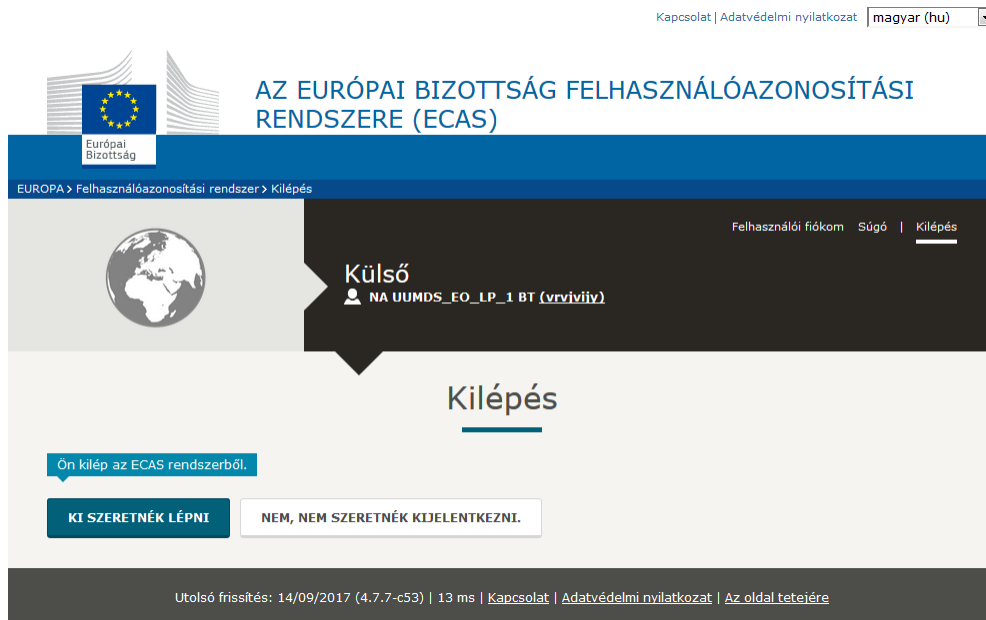 Kapcsolat | Adatvédelmi nyilatkozat magyar (hu)
AZ EURÓPAI BIZOTTSÁG FELHASZNÁLÓAZONOSÍTÁSI
RENDSZERE (ECAS)
Európai
Bizottság
EUROPA > Felhasználóazonosítási rendszer > Kilépés
Felhasználói fiókom Súgó | Kilépés
Külső
NA UUMDS_EO_LP_1 BT (vrvjvijv)
Kilépés
Ön kilép az ECAS rendszerből.
KI SZERETNÉK LÉPNI NEM, NEM SZERETNÉK KIJELENTKEZNI.
Utolsó frissítés: 14/09/2017 (4.7.7-c53) | 13 ms | Kapcsolat | Adatvédelmi nyilatkozat | Az oldal tetejére